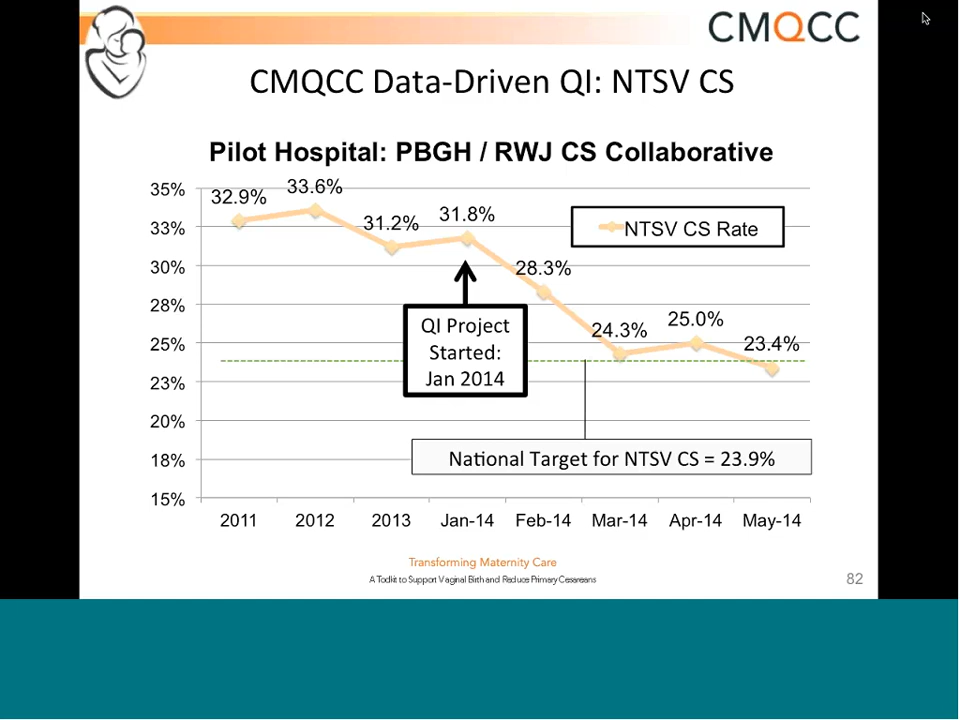 CMQCC
CMQCC Data-Driven QI: NTSV CS
Pilot Hospital: PBGH / RWJ CS Collaborative
35%
33%
30%
28%
25%
23%
20%
18%
15%
32.9%
33.6%
31.2%
31.8%
28.3%
24.3%
25.0%
23.4%
NTSV CS Rate
QI Project
Started:
Jan 2014
National Target for NTSV CS = 23.9%
2011 2012 2013 Jan-14 Feb-14 Mar-14 Apr-14 May-14
Transforming Maternity Care
A Toolkit to Support Vaginal Birth and Reduce Primary Cesareans
82